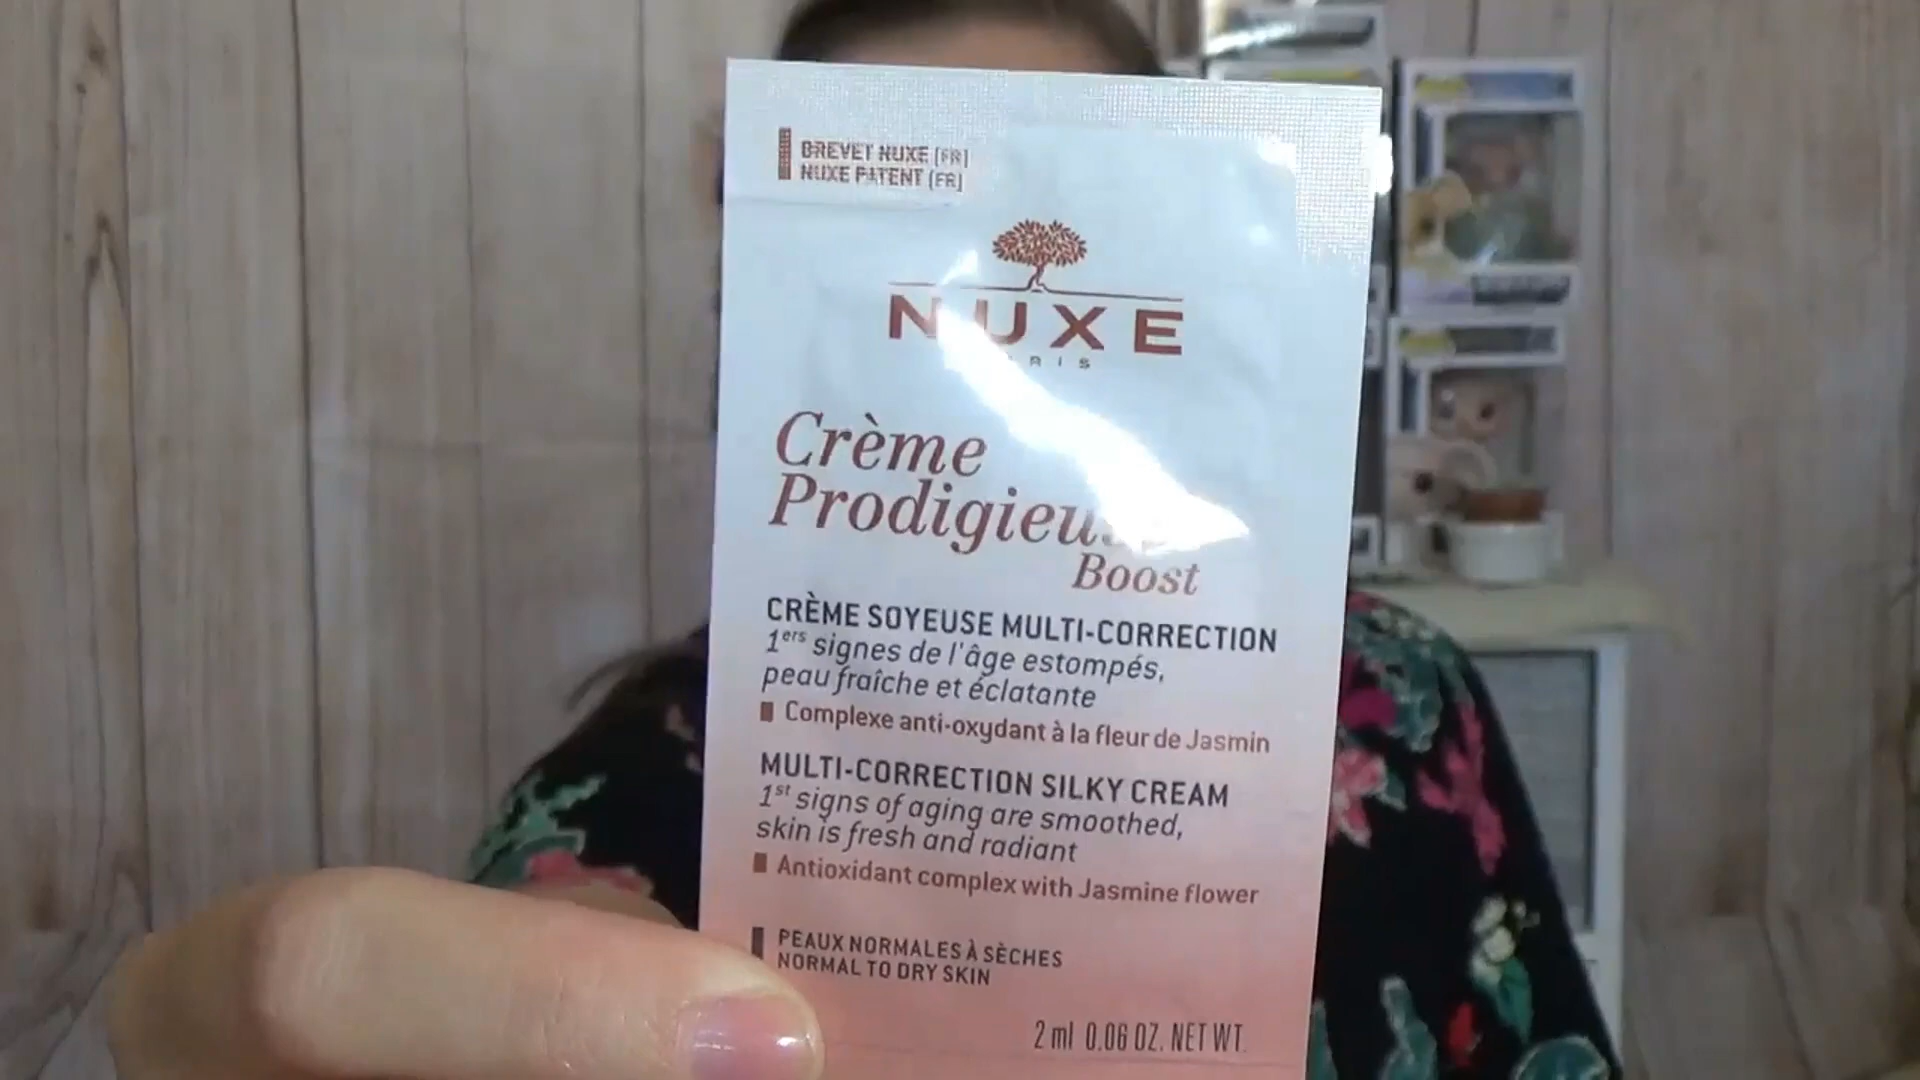 BREVET NUXE (FR)
NUXE PATENT (FR)
NUXE
Crème
Boost
CRÈME SOYEUSE MULTI-CORRECTION
1ers signes de l'âge estompés,
peau fraîche et éclatante
Complexe anti-oxydant à la fleur de Jasmin
MULTI-CORRECTION SILKY CREAM
1st signs of aging are smoothed,
skin is fresh and radiant
Antioxidant complex with Jasmine flower
PEAUX NORMALES À SÈCHES
NORMAL TO DRY SKIN
2 ml 0.06 OZ. NET WT.